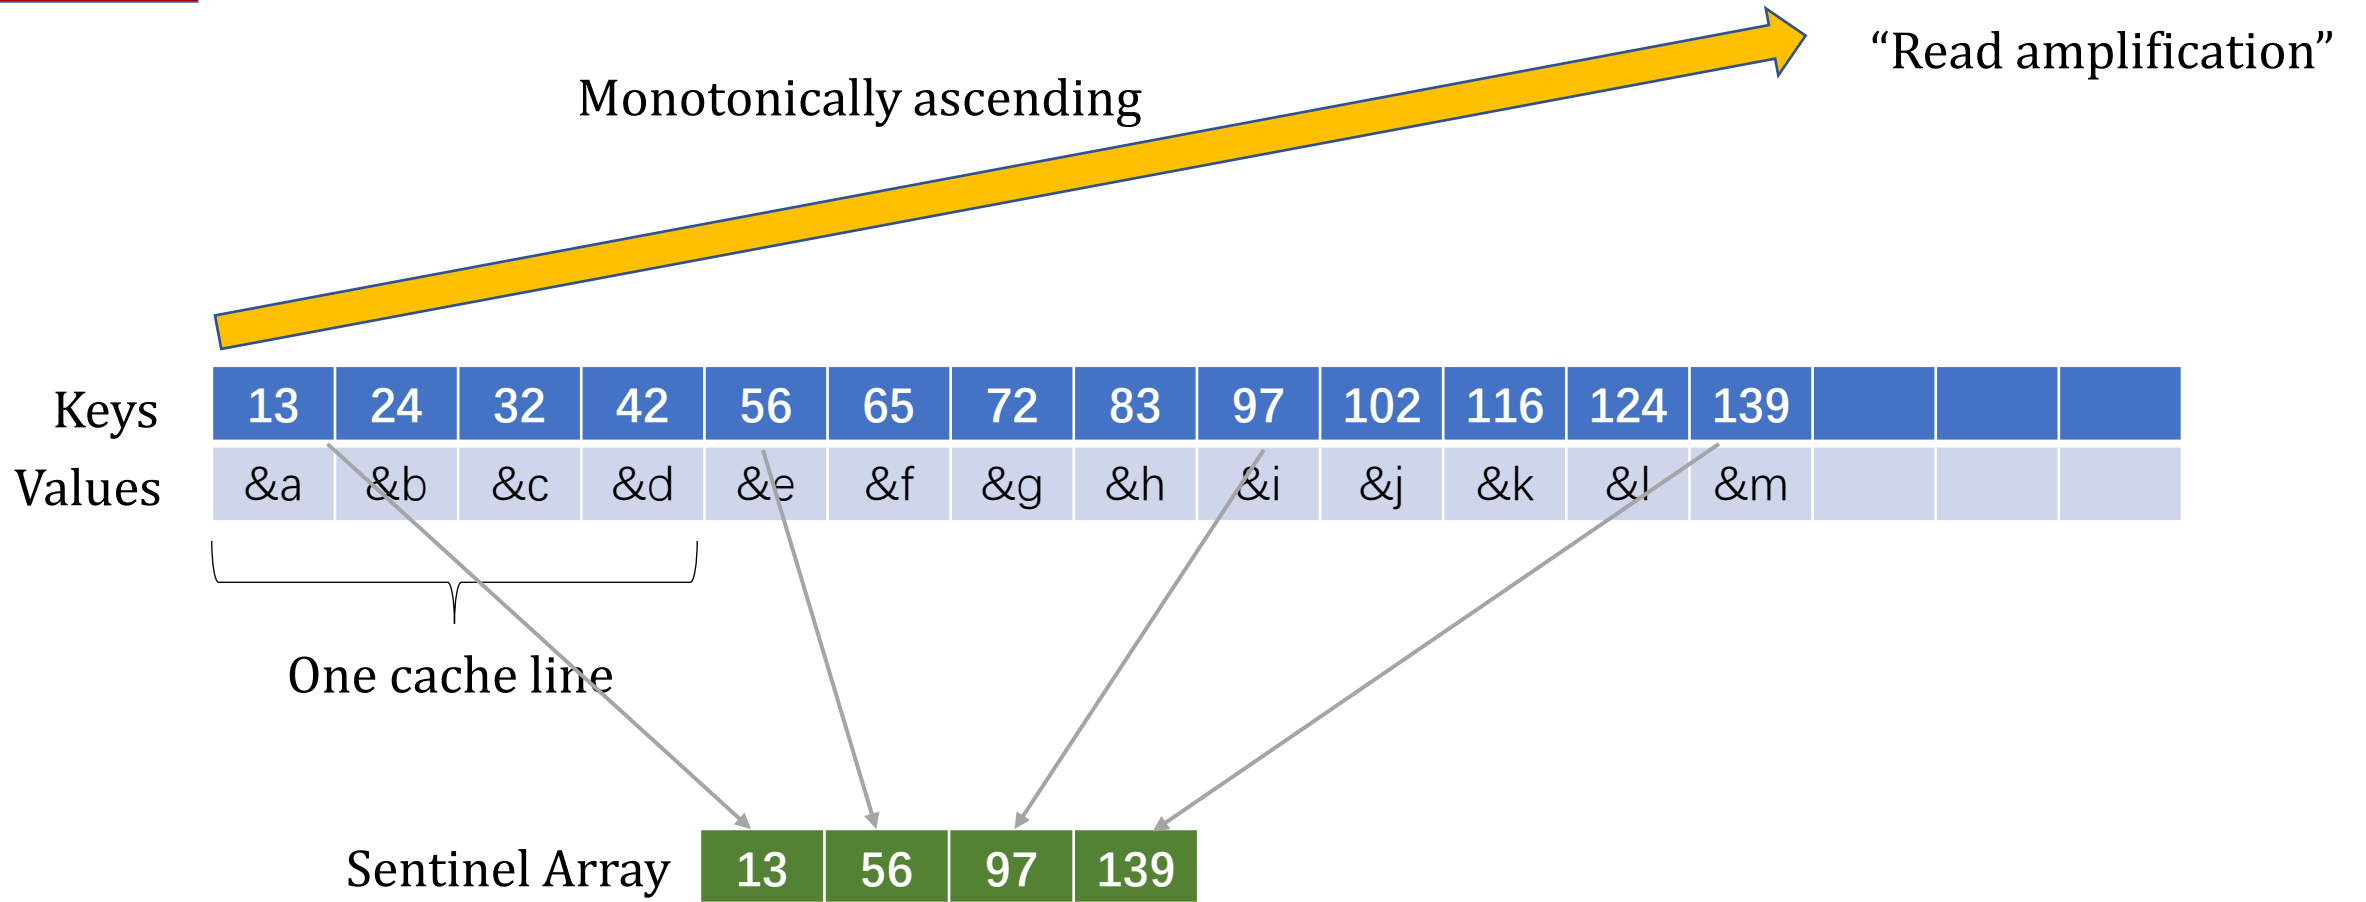 “Read amplification”
Monotonically ascending
Keys 13 24 32 42 56 65 72 83 97 102 116 124 139
Values &a &b &c &d &e &f &g &h &i &j &k &l &m
One cache line
Sentinel Array 13 56 97 139